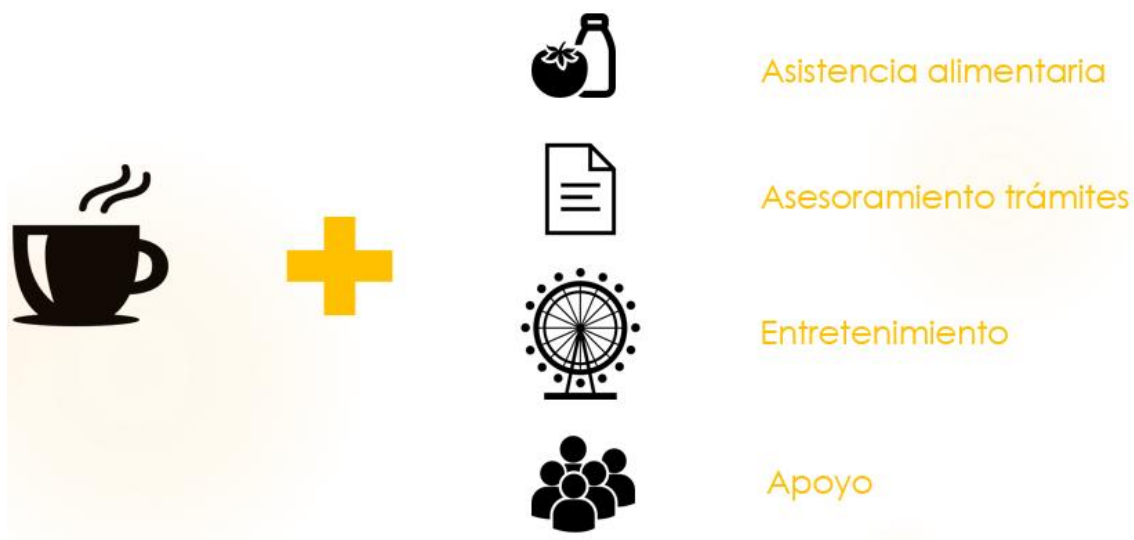 Asistencia alimentaria
Asesoramiento trámites
Entretenimiento
Apoyo